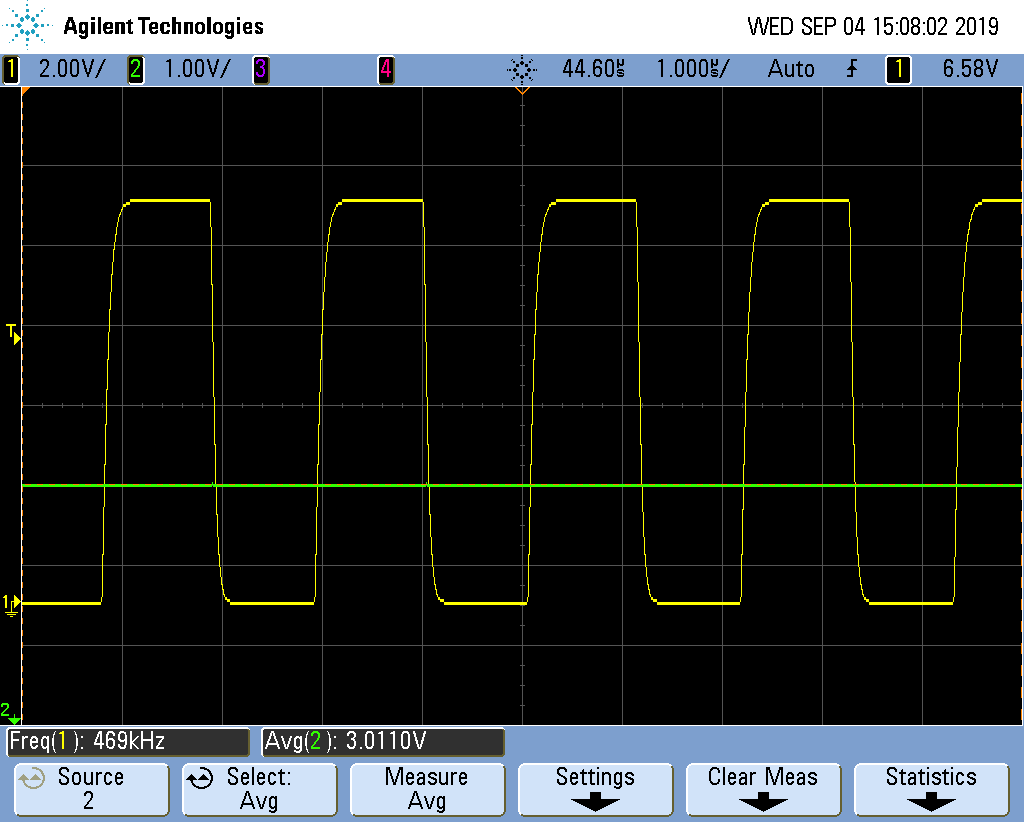 Agilent Technologies WED SEP 04 15:08:02 2019
1 2.00V/ 2 1.00V/ 3 4 44.60µs 1.000µs/ Auto 1 6.58V
T
1
2
Freq(1): 469kHz Avg(2): 3.0110V
Source Select: Measure Settings Clear Meas Statistics
2 Avg Avg